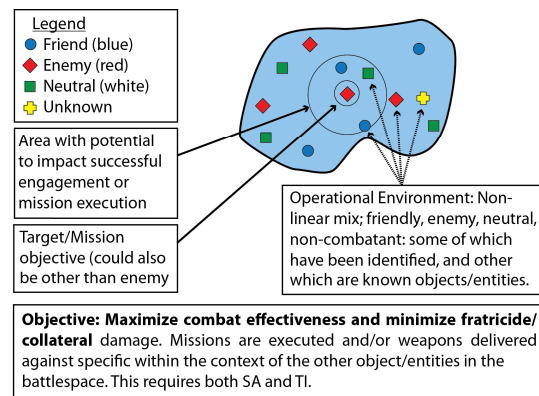 Legend
Friend (blue)
Enemy (red)
Neutral (white)
Unknown
Area with potential
to impact successful
engagement or
mission execution
Target/Mission
objective (could also
be other than enemy
Operational Environment: Non-
linear mix; friendly, enemy, neutral,
non-combatant: some of which
have been identified, and other
which are known objects/entities.
Objective: Maximize combat effectiveness and minimize fratricide/
collateral damage. Missions are executed and/or weapons delivered
against specific within the context of the other object/entities in the
battlespace. This requires both SA and TI.